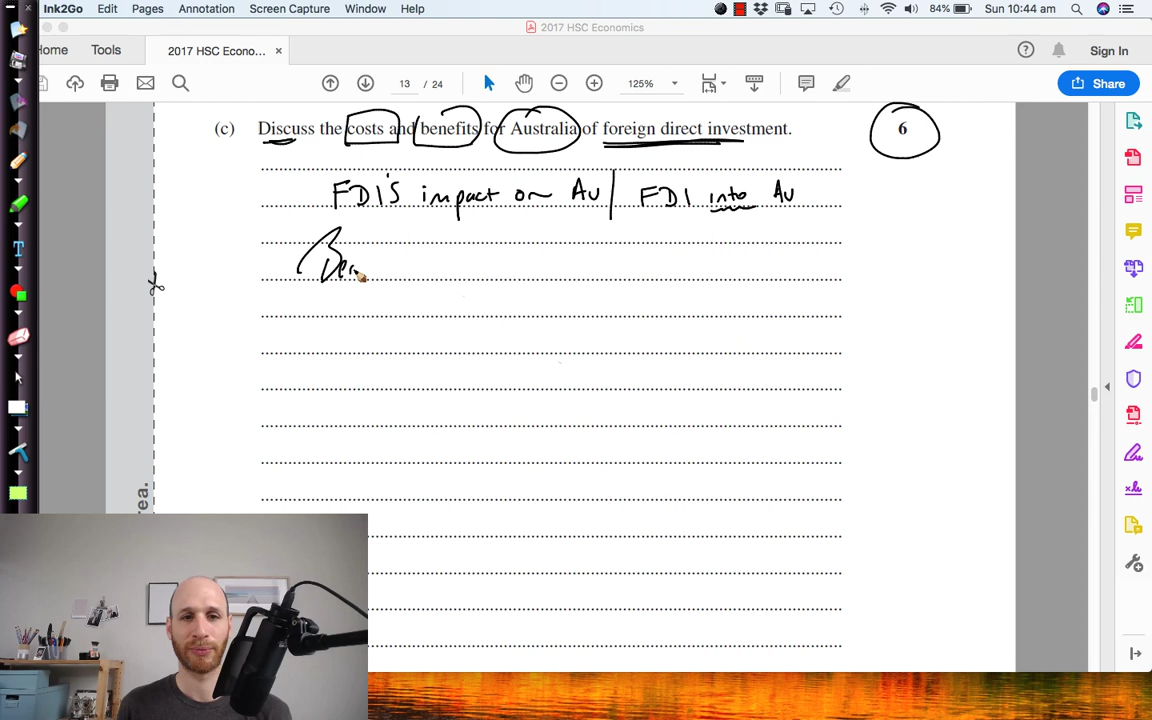 Ink2Go Edit Pages Annotation Screen Capture Window Help 84% Sun 10:44 am
2017 HSC Economics
Home Tools 2017 HSC Econo... × Sign In
13 / 24 125% Share
(c) Discuss the costs and benefits for Australia of foreign direct investment. 6
FDI's impact on Au | FDI into Au
Ben
rea.